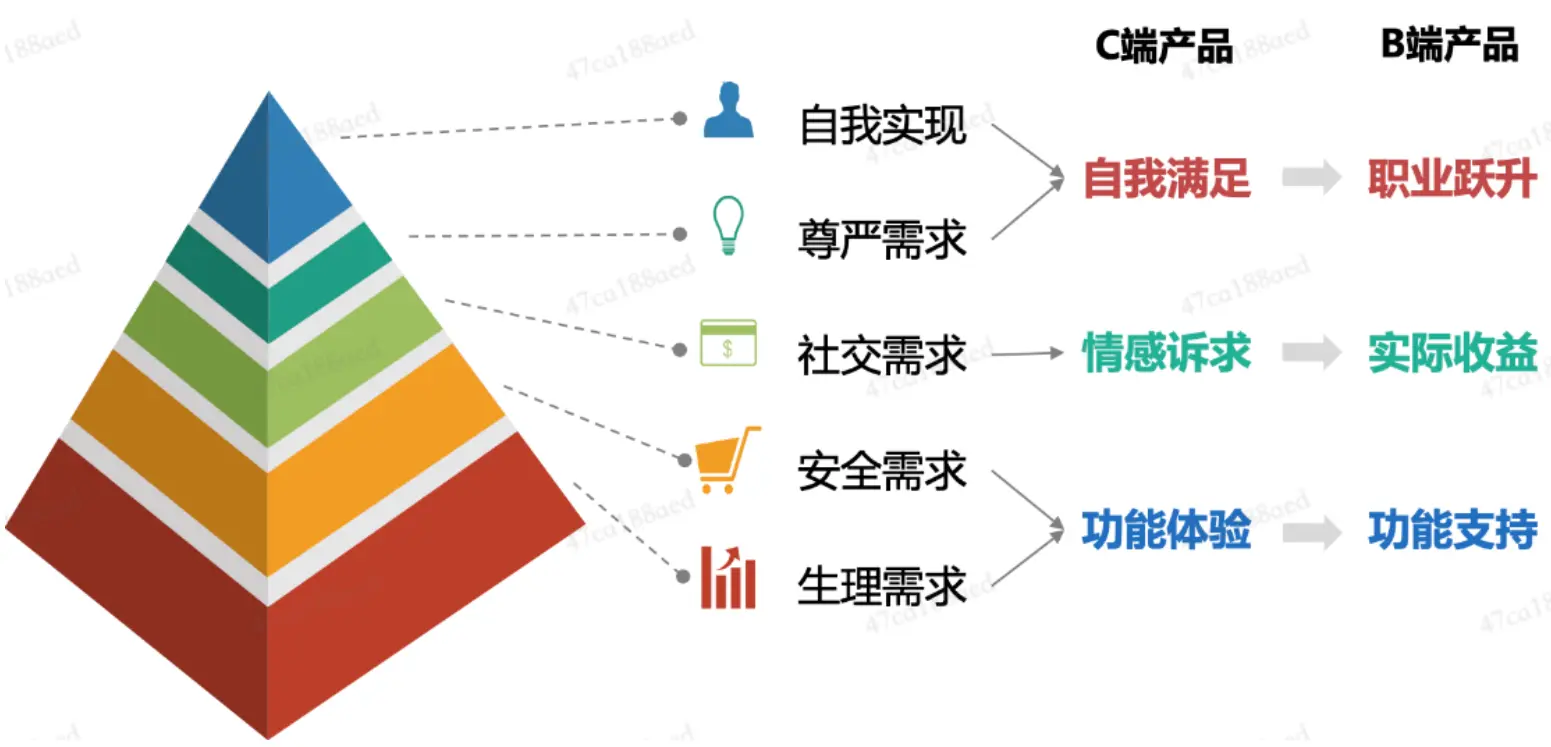 C端产品 B端产品
自我实现
自我满足 职业跃升
尊严需求
社交需求 情感诉求 实际收益
$
安全需求
功能体验 功能支持
生理需求
47ca188aed